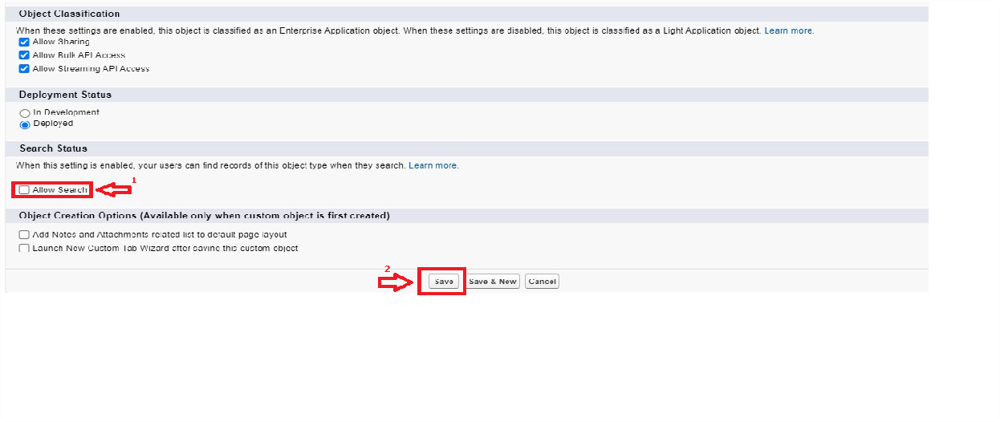 Object Classification
When these settings are enabled, this object is classified as an Enterprise Application object. When these settings are disabled, this object is classified as a Light Application object. Learn more.
Allow Sharing
Allow Bulk API Access
Allow Streaming API Access
Deployment Status
In Development
Deployed
Search Status
When this setting is enabled, your users can find records of this object type when they search. Learn more.
1
Allow Search
Object Creation Options (Available only when custom object is first created)
Add Notes and Attachments related list to default page layout
Launch New Custom Tab Wizard after saving this custom object
2
Save Save & New Cancel